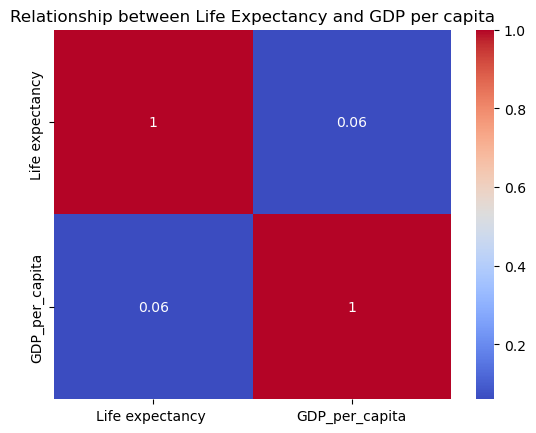 Relationship between Life Expectancy and GDP per capita
Life expectancy
1
0.06
GDP_per_capita
0.06
1
Life expectancy
GDP_per_capita
1.0
0.8
0.6
0.4
0.2